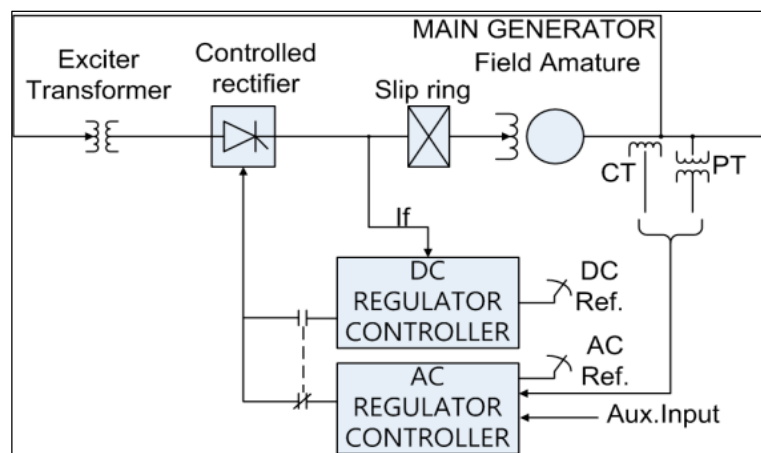 MAIN GENERATOR
Field Amature
Exciter
Transformer
Controlled
rectifier
Slip ring
CT
PT
If
DC
REGULATOR
CONTROLLER
DC
Ref.
AC
REGULATOR
CONTROLLER
AC
Ref.
Aux.Input